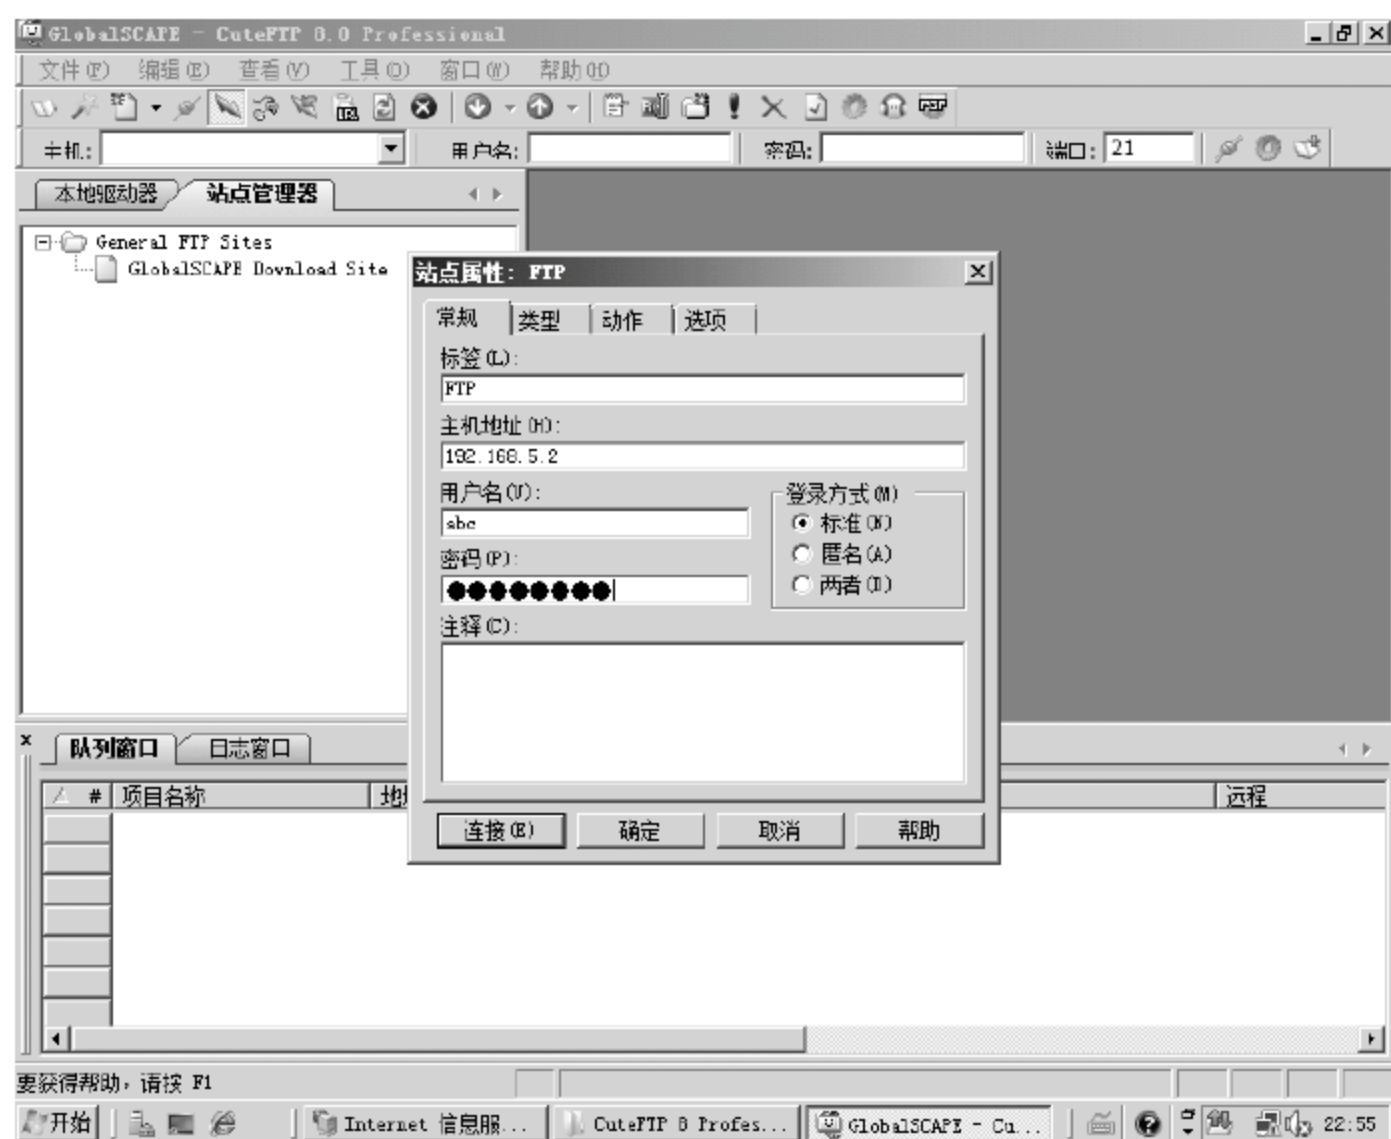 GlobalSCAPE - CuteFTP 8.0 Professional
文件(F) 编辑(E) 查看(V) 工具(O) 窗口(W) 帮助(H)
主机: 用户名: 密码: 端口: 21
本地驱动器 站点管理器
General FTP Sites
GlobalSCAPE Download Site
站点属性: FTP
常规 类型 动作 选项
标签(L):
FTP
主机地址(H):
192.168.5.2
用户名(U): 登录方式(M)
abc 标准(N)
密码(P): 匿名(A)
●●●●●●●● 两者(D)
注释(C):
连接(E) 确定 取消 帮助
队列窗口 日志窗口
# 项目名称 远程
要获得帮助，请按 F1
开始 Internet 信息服... CuteFTP 8 Profes... GlobalSCAPE - Cu... 22:55